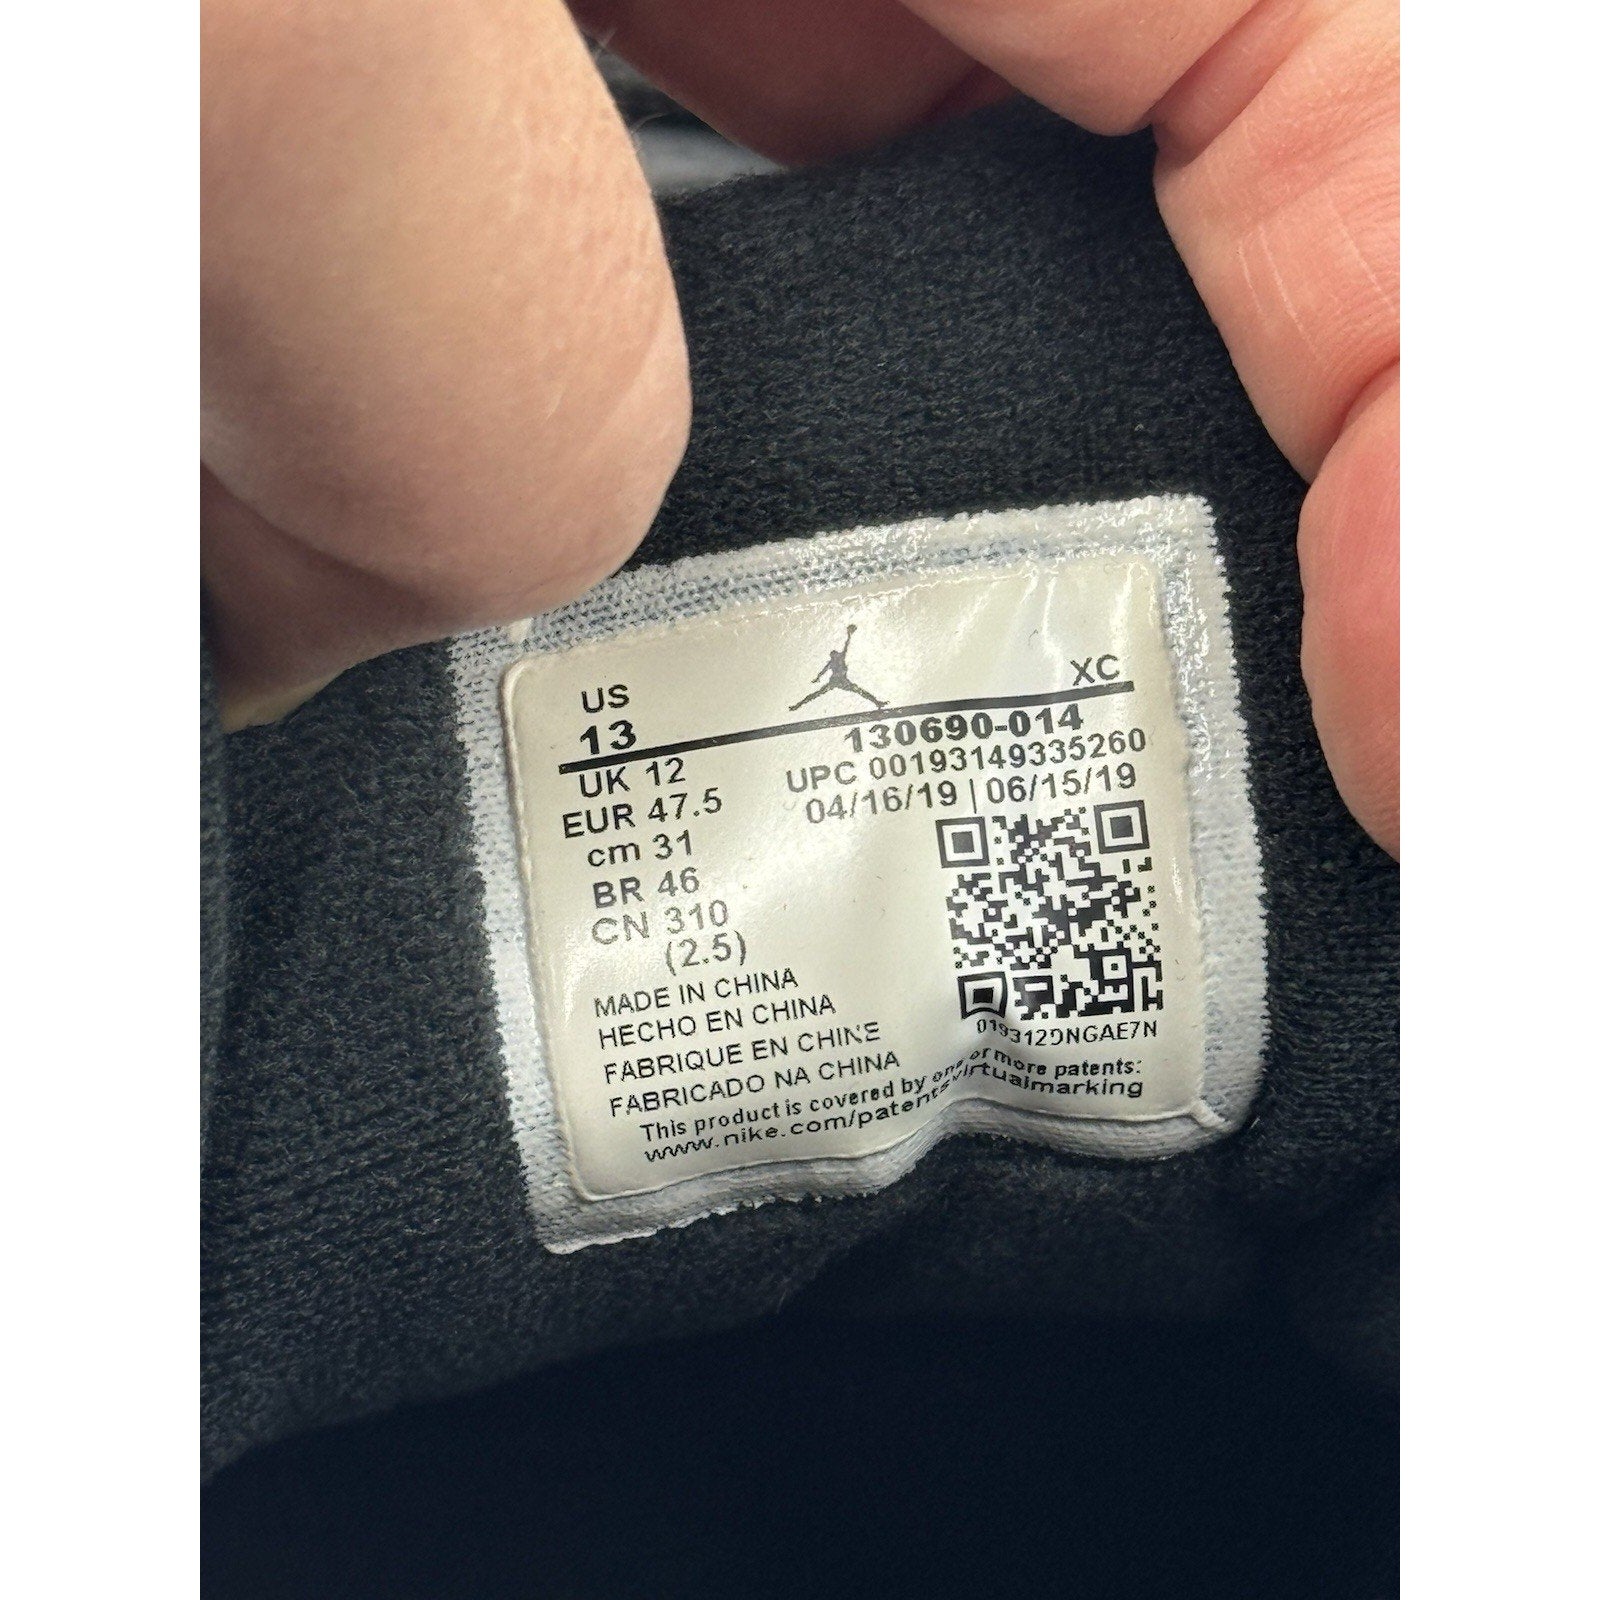 US
XC
13
130690-014
UK 12
UPC 00193149335260
EUR 47.5
04/16/19 | 06/15/19
cm 31
BR 46
CN 310
(2.5)
MADE IN CHINA
HECHO EN CHINA
FABRIQUE EN CHINE
FABRICADO NA CHINA
019312DNGAE7N
This product is covered by one or more patents:
www.nike.com/patentsvirtualmarking